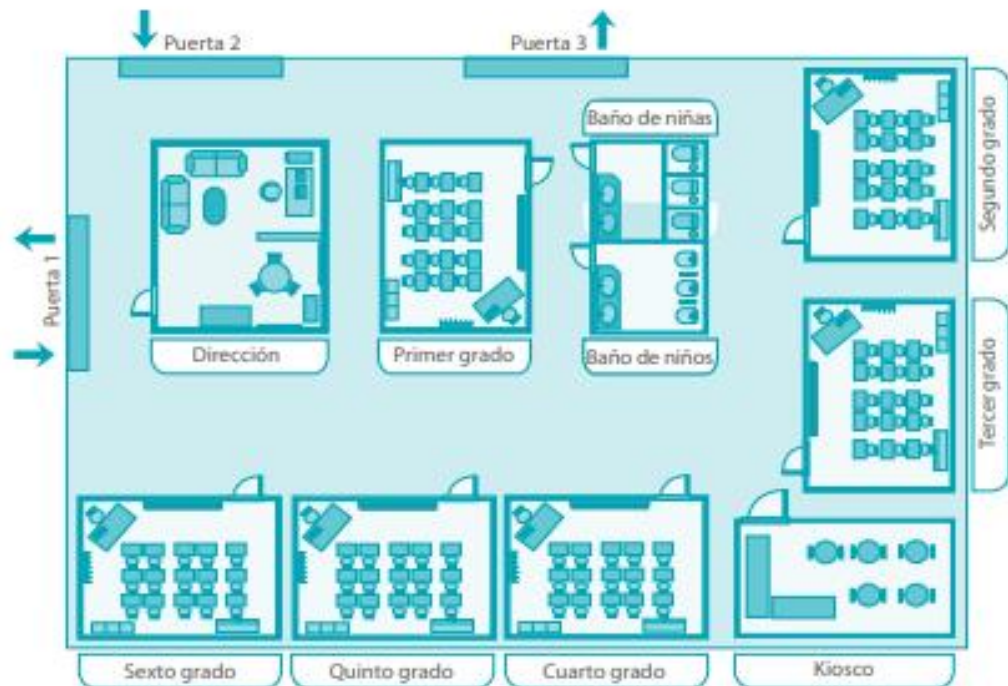 Puerta 2
Puerta 3
Baño de niñas
Segundo grado
Puerta 1
Dirección
Primer grado
Baño de niños
Tercer grado
Sexto grado
Quinto grado
Cuarto grado
Kiosco